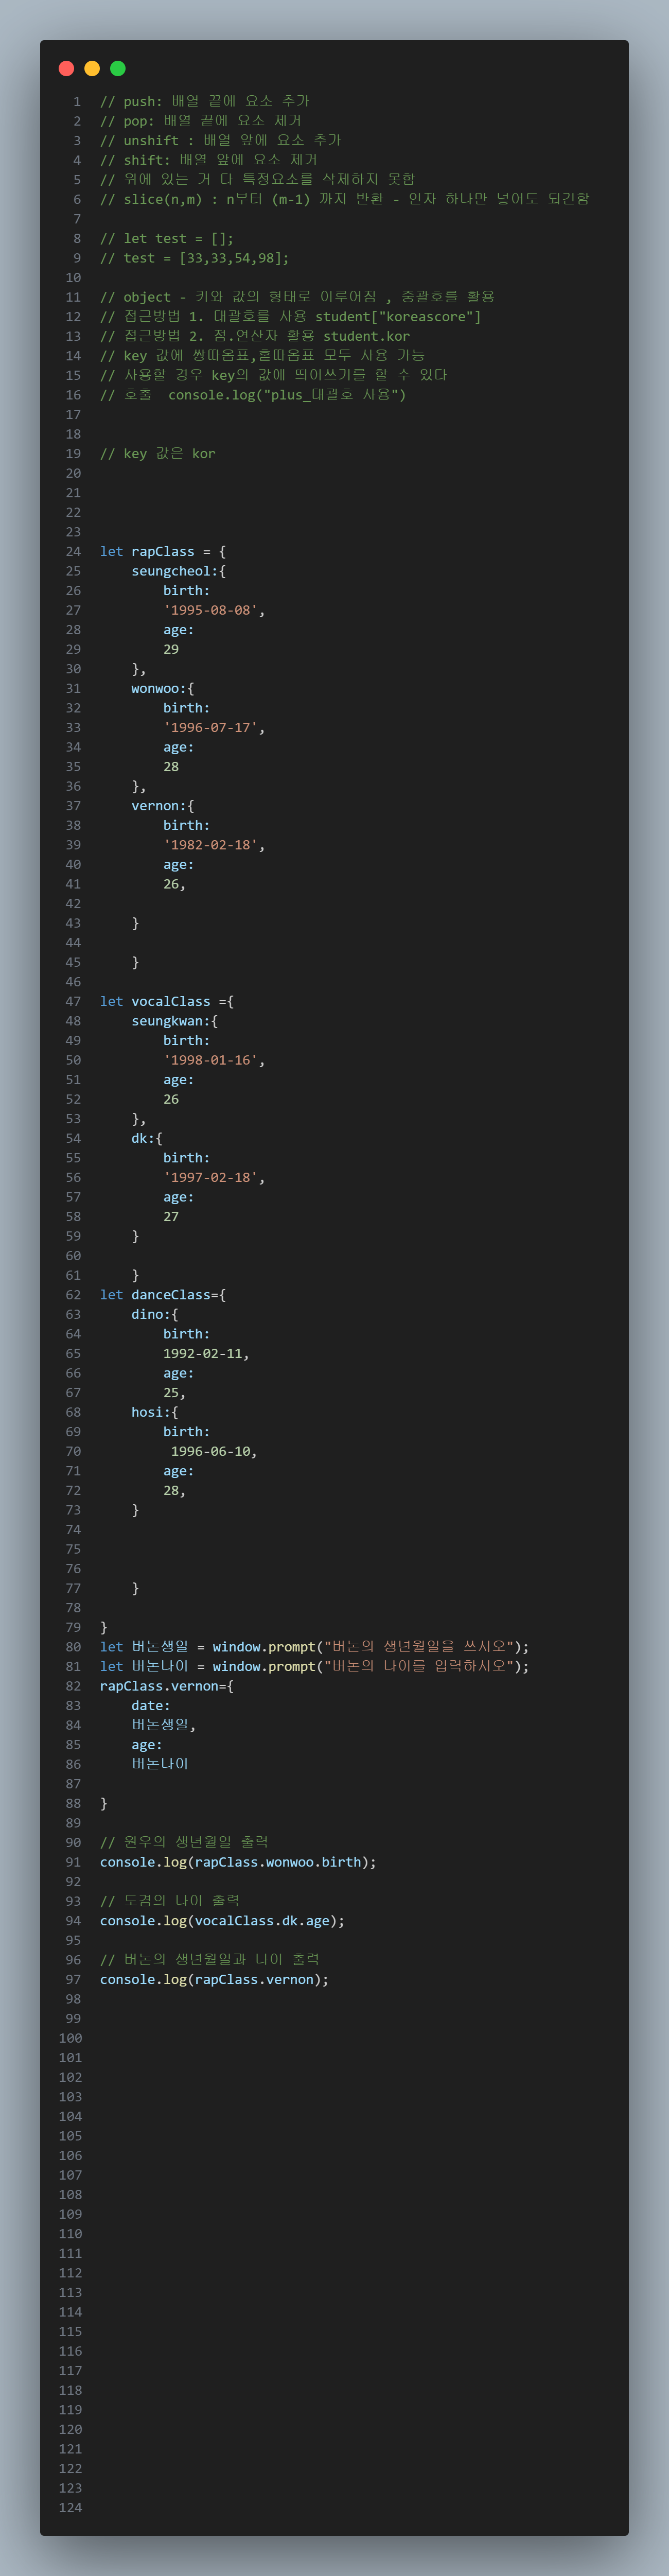 1 // push: 배열 끝에 요소 추가
2 // pop: 배열 끝에 요소 제거
3 // unshift : 배열 앞에 요소 추가
4 // shift: 배열 앞에 요소 제거
5 // 위에 있는 거 다 특정요소를 삭제하지 못함
6 // slice(n,m) : n부터 (m-1) 까지 반환 - 인자 하나만 넣어도 되긴함
7
8 // let test = [];
9 // test = [33,33,54,98];
10
11 // object - 키와 값의 형태로 이루어짐 , 중괄호를 활용
12 // 접근방법 1. 대괄호를 사용 student["koreascore"]
13 // 접근방법 2. 점.연산자 활용 student.kor
14 // key 값에 쌍따옴표,홑따옴표 모두 사용 가능
15 // 사용할 경우 key의 값에 띄어쓰기를 할 수 있다
16 // 호출  console.log("plus_대괄호 사용")
17
18
19 // key 값은 kor
20
21
22
23
24 let rapClass = {
25     seungcheol:{
26         birth:
27         '1995-08-08',
28         age:
29         29
30     },
31     wonwoo:{
32         birth:
33         '1996-07-17',
34         age:
35         28
36     },
37     vernon:{
38         birth:
39         '1982-02-18',
40         age:
41         26,
42
43     }
44
45     }
46
47 let vocalClass ={
48     seungkwan:{
49         birth:
50         '1998-01-16',
51         age:
52         26
53     },
54     dk:{
55         birth:
56         '1997-02-18',
57         age:
58         27
59     }
60
61     }
62 let danceClass={
63     dino:{
64         birth:
65         1992-02-11,
66         age:
67         25,
68     hosi:{
69         birth:
70          1996-06-10,
71         age:
72         28,
73     }
74
75
76
77     }
78
79 }
80 let 버논생일 = window.prompt("버논의 생년월일을 쓰시오");
81 let 버논나이 = window.prompt("버논의 나이를 입력하시오");
82 rapClass.vernon={
83     date:
84     버논생일,
85     age:
86     버논나이
87
88 }
89
90 // 원우의 생년월일 출력
91 console.log(rapClass.wonwoo.birth);
92
93 // 도겸의 나이 출력
94 console.log(vocalClass.dk.age);
95
96 // 버논의 생년월일과 나이 출력
97 console.log(rapClass.vernon);
98
99
100
101
102
103
104
105
106
107
108
109
110
111
112
113
114
115
116
117
118
119
120
121
122
123
124